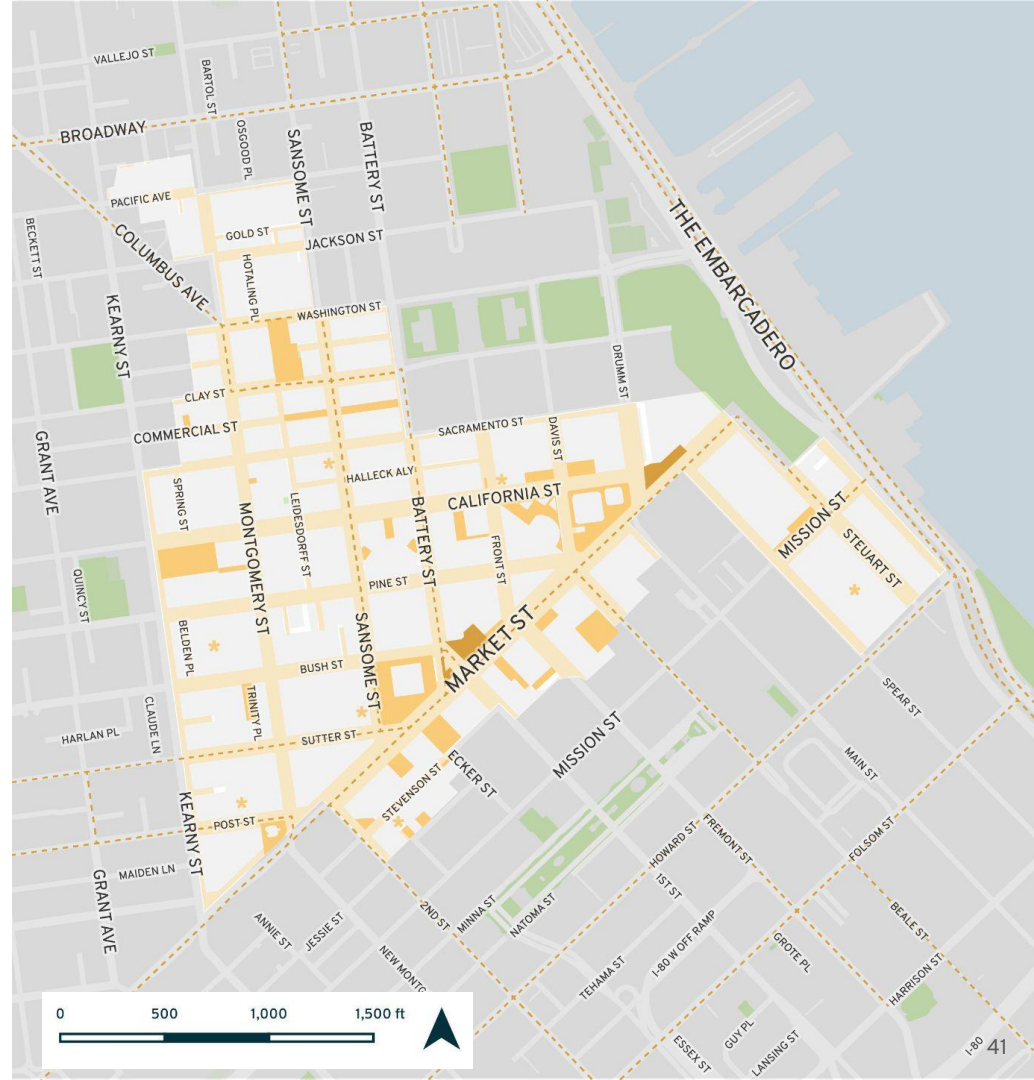 VALLEJO ST
BARTOL ST
BROADWAY
OSGOOD PL
SANSOME ST
BATTERY ST
PACIFIC AVE
BECKETT ST
COLUMBUS AVE
GOLD ST
JACKSON ST
THE EMBARCADERO
HOTALING PL
KEARNY ST
WASHINGTON ST
DRUMM ST
CLAY ST
COMMERCIAL ST
SACRAMENTO ST
DAVIS ST
GRANT AVE
SPRING ST
HALLECK ALY
*
*
CALIFORNIA ST
LEIDESDORFF ST
MONTGOMERY ST
BATTERY ST
MISSION ST
STEUART ST
FRONT ST
QUINCY ST
PINE ST
*
BELDEN PL
*
SANSOME ST
MARKET ST
BUSH ST
TRINITY PL
CLAUDE LN
*
SPEAR ST
HARLAN PL
SUTTER ST
MISSION ST
ECKER ST
MAIN ST
STEVENSON ST
*
*
KEARNY ST
POST ST
HOWARD ST
FREMONT ST
FOLSOM ST
MAIDEN LN
GRANT AVE
1ST ST
2ND ST
MINNA ST
NATOMA ST
ANNIE ST
JESSIE ST
BEALE ST
I-80 W OFF RAMP
GROTE PL
NEW MONTG
TEHAMA ST
HARRISON ST
GUY PL
LANSING ST
ESSEX ST
I-80
41
0 500 1,000 1,500 ft